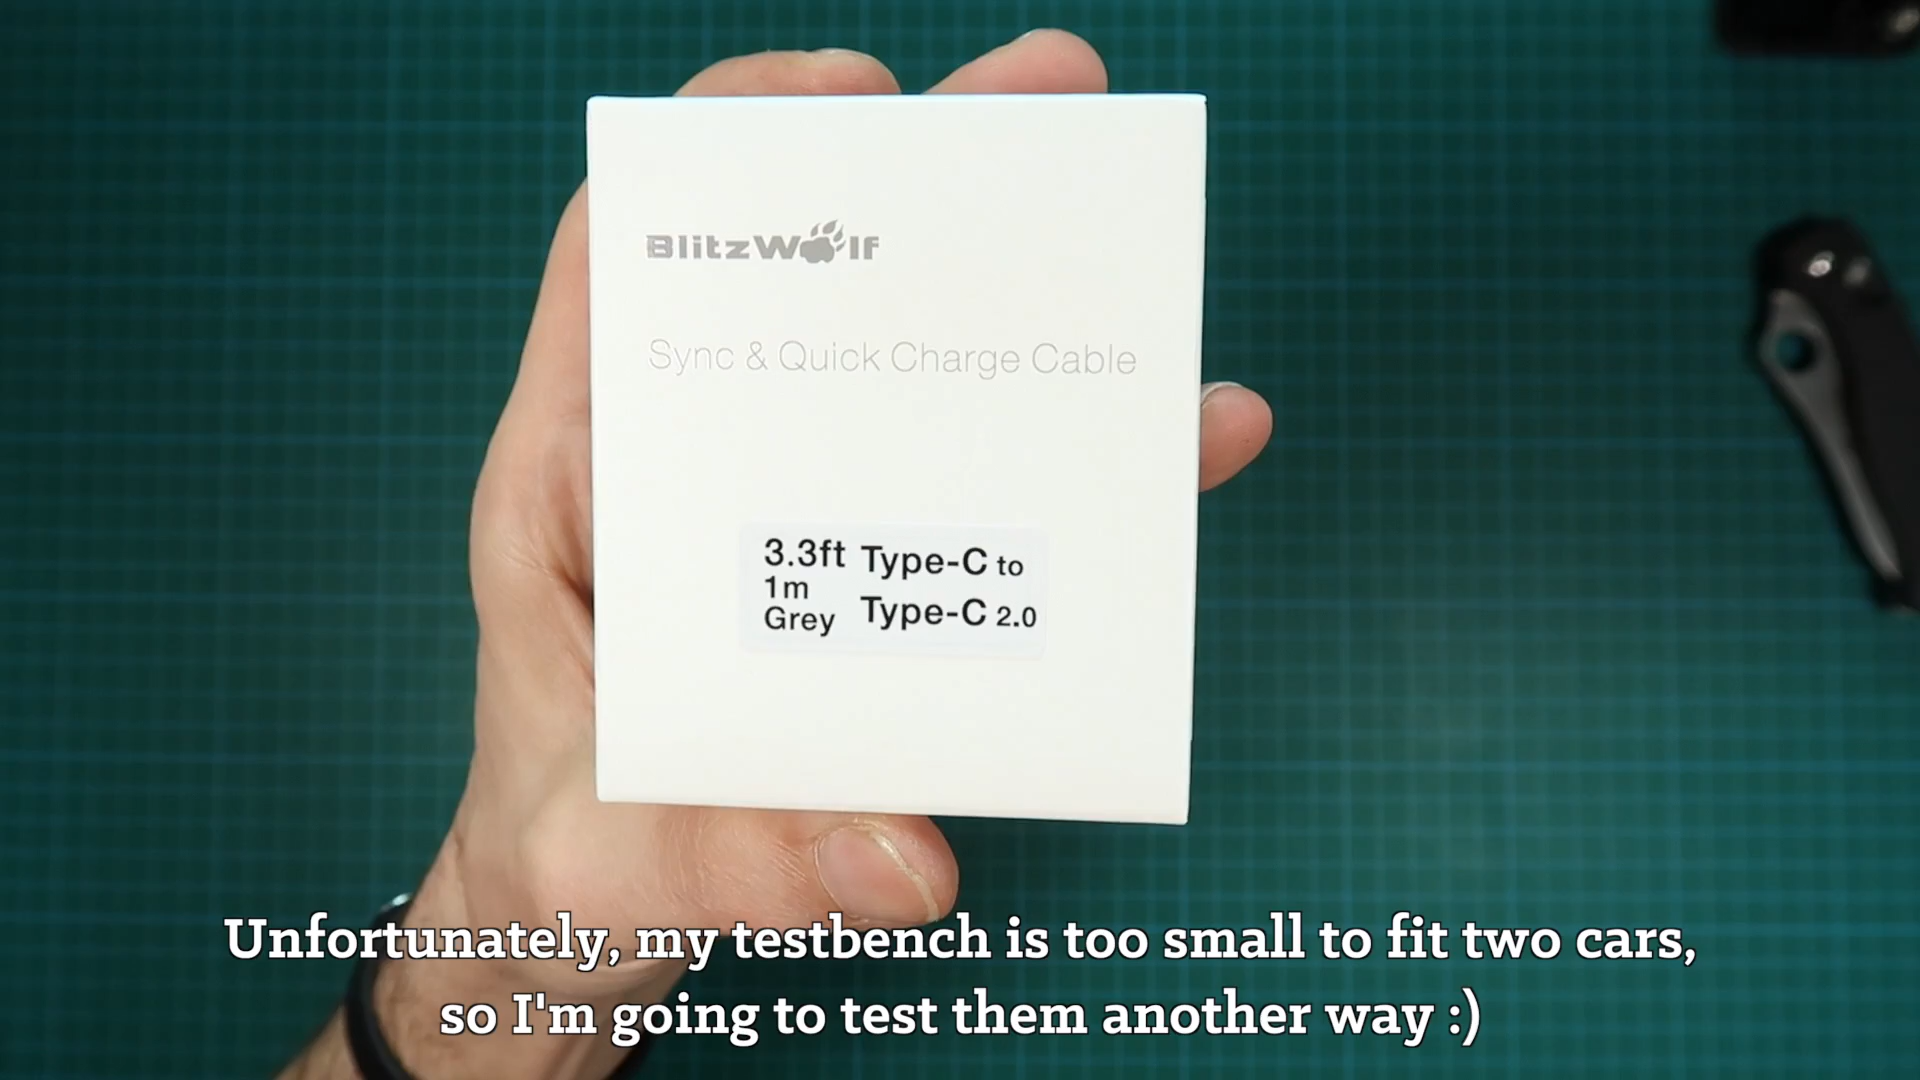 BlitzWolf
Sync & Quick Charge Cable
3.3ft Type-C to
1m
Grey Type-C 2.0
Unfortunately, my testbench is too small to fit two cars,
so I'm going to test them another way :)